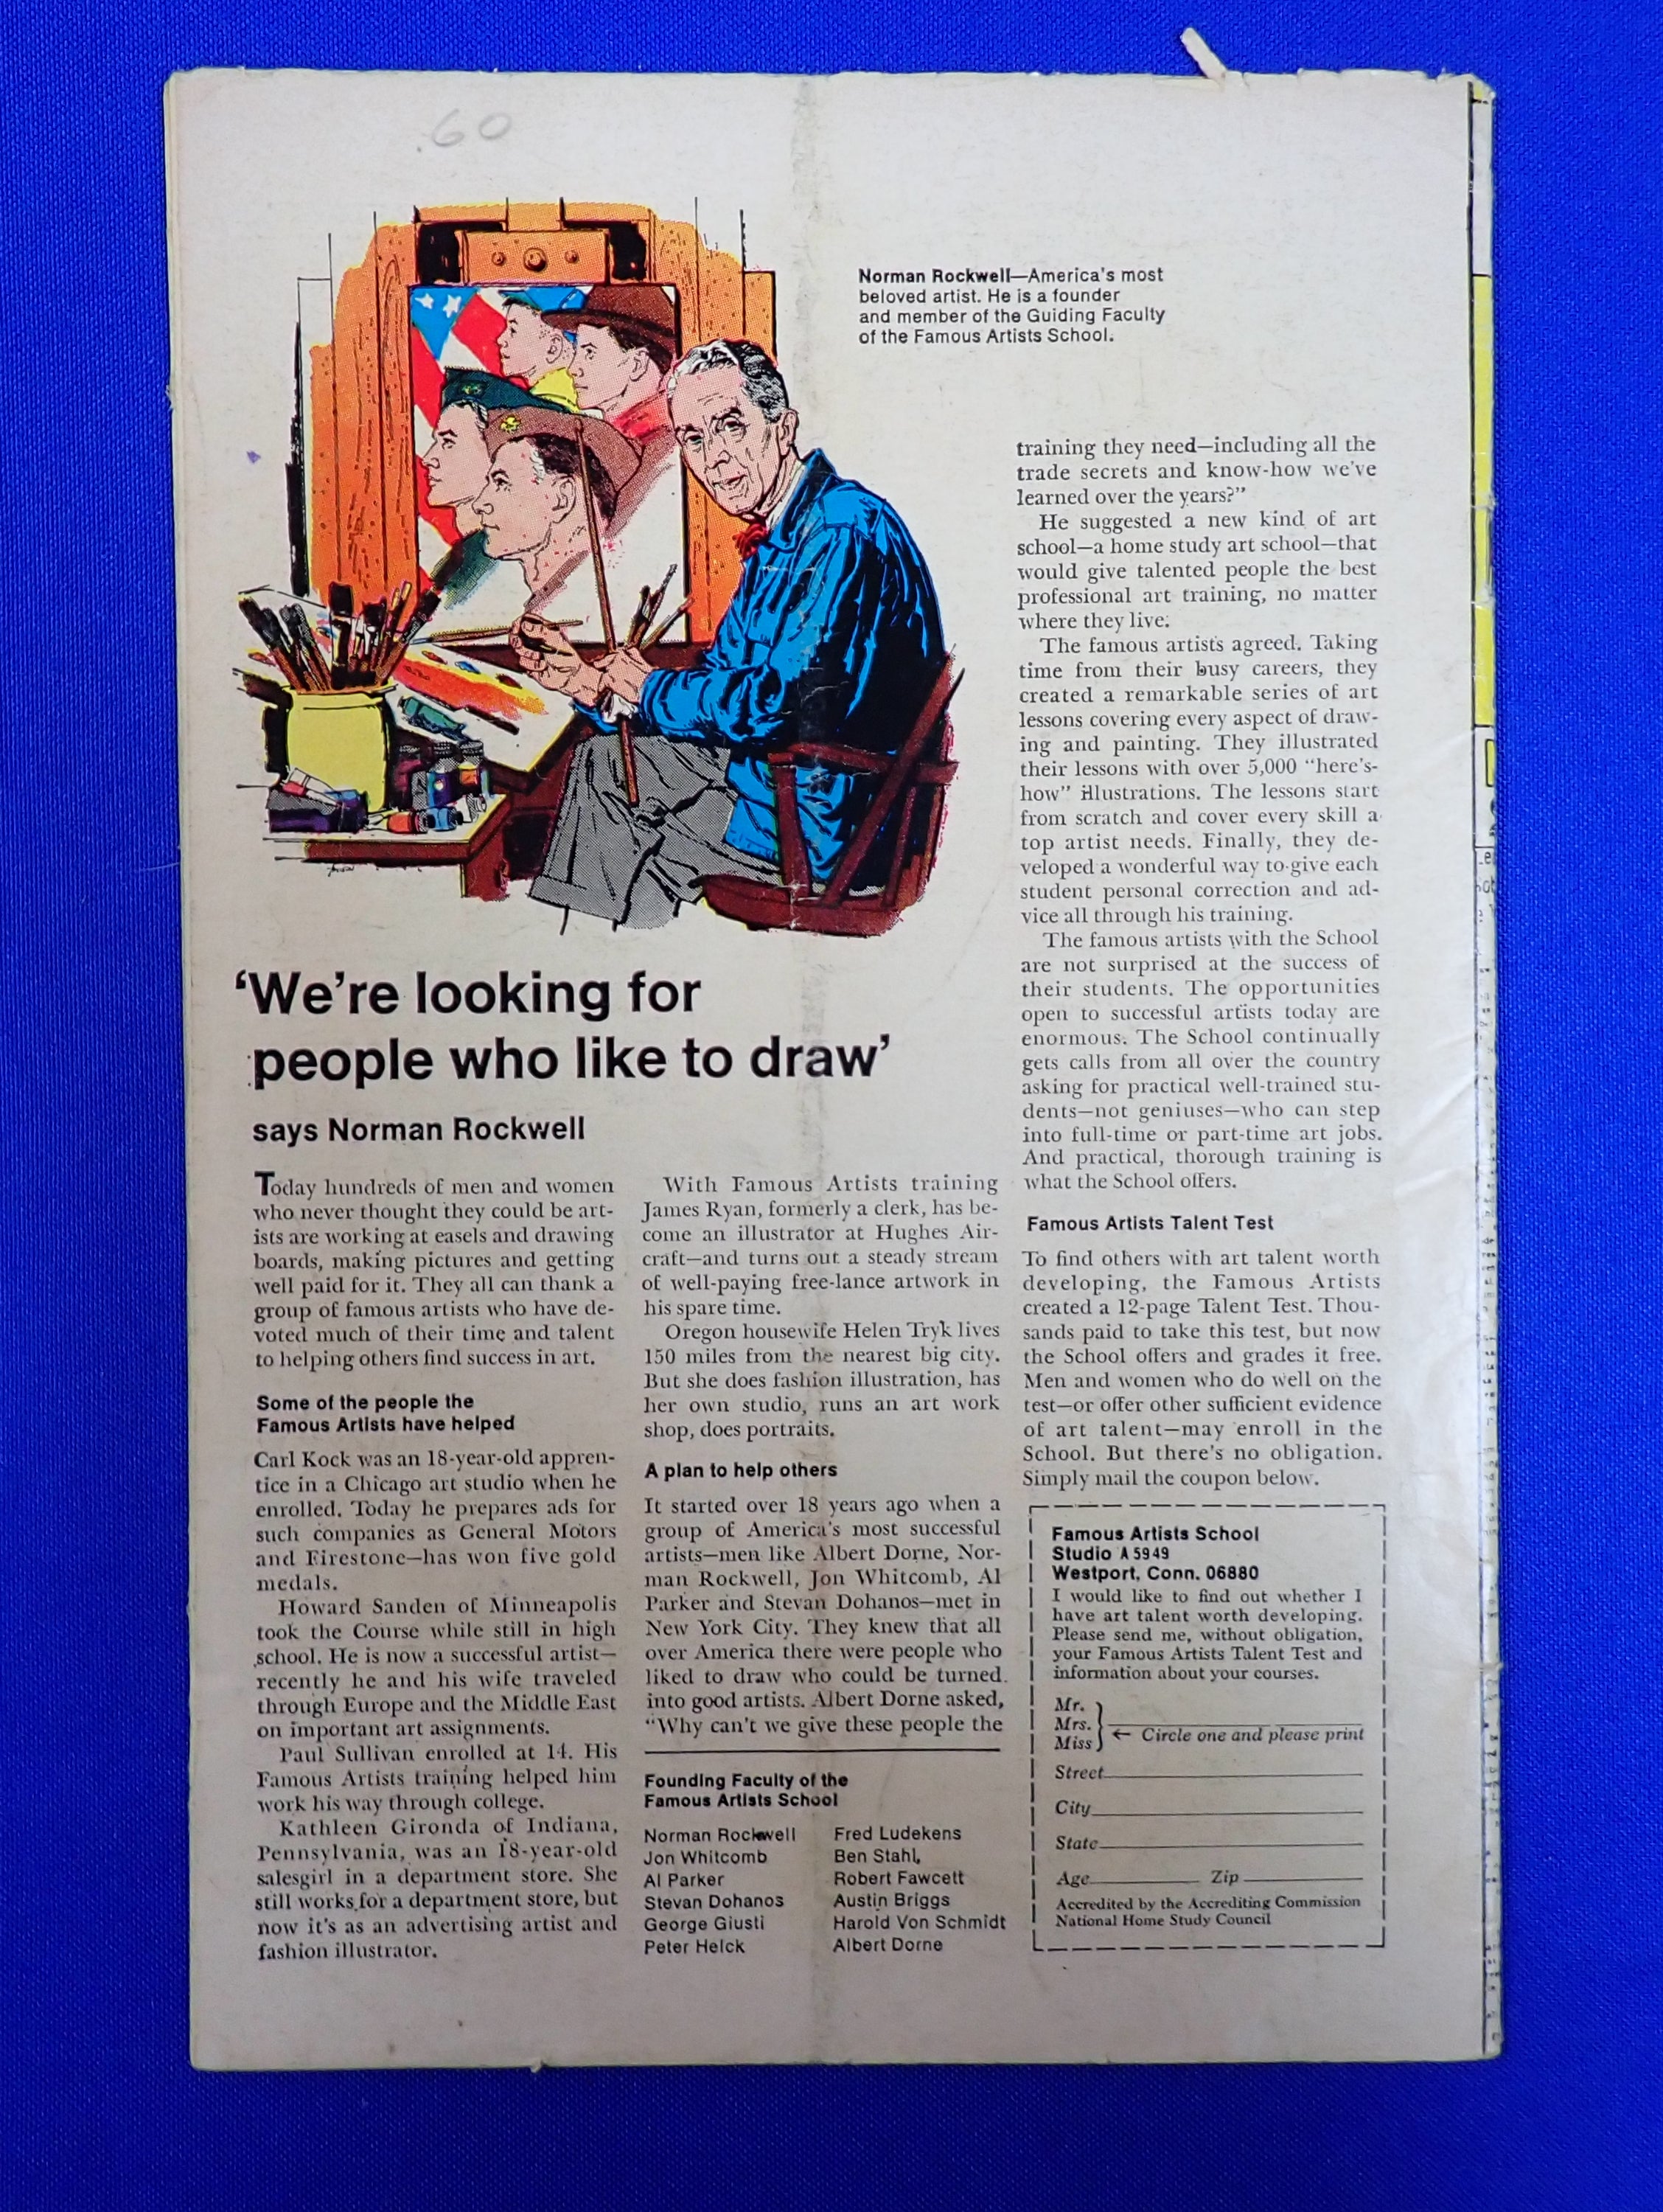 .60
Norman Rockwell—America's most
beloved artist. He is a founder
and member of the Guiding Faculty
of the Famous Artists School.
‘We're looking for
people who like to draw’
says Norman Rockwell
Today hundreds of men and women
who never thought they could be art-
ists are working at easels and drawing
boards, making pictures and getting
well paid for it. They all can thank a
group of famous artists who have de-
voted much of their time and talent
to helping others find success in art.
Some of the people the
Famous Artists have helped
Carl Kock was an 18-year-old appren-
tice in a Chicago art studio when he
enrolled. Today he prepares ads for
such companies as General Motors
and Firestone—has won five gold
medals.
Howard Sanden of Minneapolis
took the Course while still in high
school. He is now a successful artist—
recently he and his wife traveled
through Europe and the Middle East
on important art assignments.
Paul Sullivan enrolled at 14. His
Famous Artists training helped him
work his way through college.
Kathleen Gironda of Indiana,
Pennsylvania, was an 18-year-old
salesgirl in a department store. She
still works for a department store, but
now it's as an advertising artist and
fashion illustrator.
With Famous Artists training
James Ryan, formerly a clerk, has be-
come an illustrator at Hughes Air-
craft—and turns out a steady stream
of well-paying free-lance artwork in
his spare time.
Oregon housewife Helen Tryk lives
150 miles from the nearest big city.
But she does fashion illustration, has
her own studio, runs an art work
shop, does portraits.
A plan to help others
It started over 18 years ago when a
group of America's most successful
artists—men like Albert Dorne, Nor-
man Rockwell, Jon Whitcomb, Al
Parker and Stevan Dohanos—met in
New York City. They knew that all
over America there were people who
liked to draw who could be turned
into good artists. Albert Dorne asked,
“Why can't we give these people the
training they need—including all the
trade secrets and know-how we've
learned over the years?”
He suggested a new kind of art
school—a home study art school—that
would give talented people the best
professional art training, no matter
where they live.
The famous artists agreed. Taking
time from their busy careers, they
created a remarkable series of art
lessons covering every aspect of draw-
ing and painting. They illustrated
their lessons with over 5,000 “here's-
how” illustrations. The lessons start
from scratch and cover every skill a
top artist needs. Finally, they de-
veloped a wonderful way to give each
student personal correction and ad-
vice all through his training.
The famous artists with the School
are not surprised at the success of
their students. The opportunities
open to successful artists today are
enormous. The School continually
gets calls from all over the country
asking for practical well-trained stu-
dents—not geniuses—who can step
into full-time or part-time art jobs.
And practical, thorough training is
what the School offers.
Famous Artists Talent Test
To find others with art talent worth
developing, the Famous Artists
created a 12-page Talent Test. Thou-
sands paid to take this test, but now
the School offers and grades it free.
Men and women who do well on the
test—or offer other sufficient evidence
of art talent—may enroll in the
School. But there's no obligation.
Simply mail the coupon below.
Founding Faculty of the
Famous Artists School
Norman Rockwell
Jon Whitcomb
Al Parker
Stevan Dohanos
George Giusti
Peter Helck
Fred Ludekens
Ben Stahl
Robert Fawcett
Austin Briggs
Harold Von Schmidt
Albert Dorne
Famous Artists School
Studio A 5949
Westport, Conn. 06880
I would like to find out whether I
have art talent worth developing.
Please send me, without obligation,
your Famous Artists Talent Test and
information about your courses.
Mr.
Mrs.
Miss
← Circle one and please print
Street
City
State
Age Zip
Accredited by the Accrediting Commission
National Home Study Council